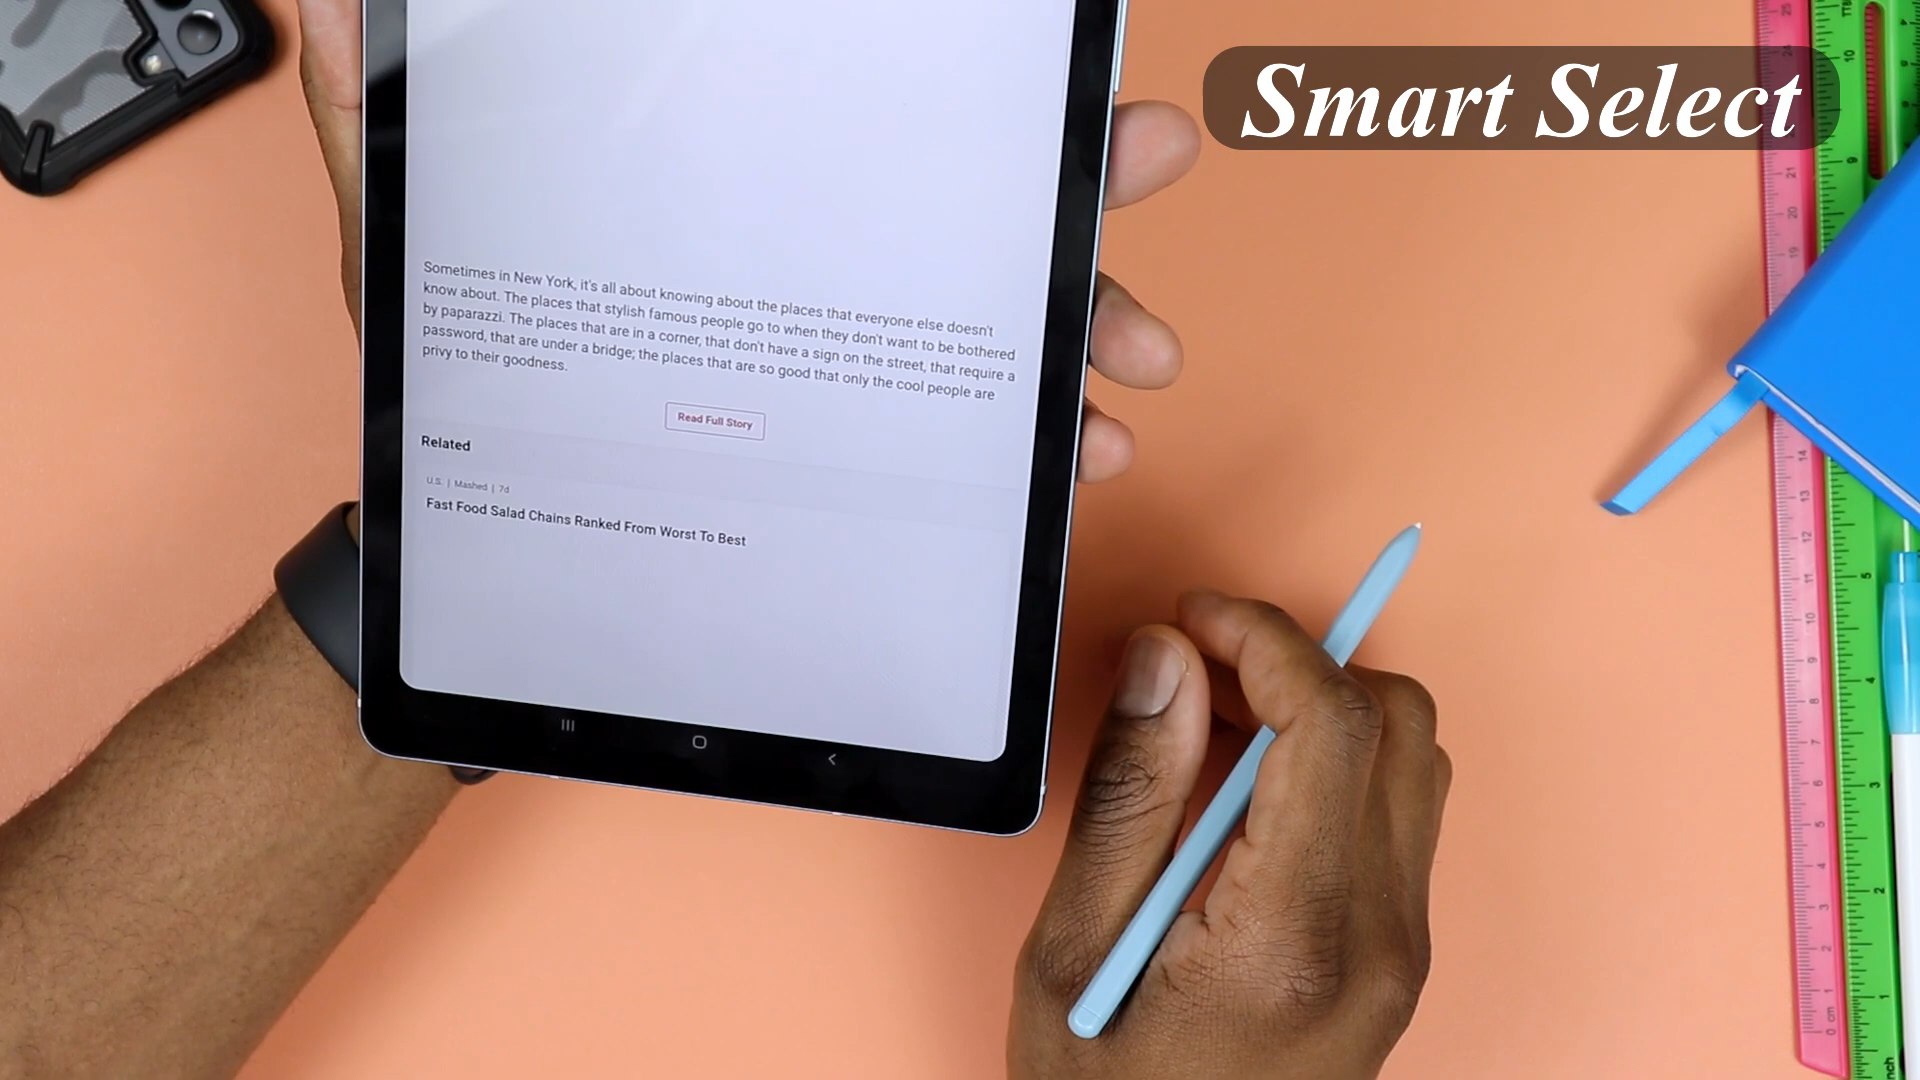 Smart Select
Sometimes in New York, it's all about knowing about the places that everyone else doesn't
know about. The places that stylish famous people go to when they don't want to be bothered
by paparazzi. The places that are in a corner, that don't have a sign on the street, that require a
password, that are under a bridge; the places that are so good that only the cool people are
privy to their goodness.
Read Full Story
Related
U.S. | Mashed | 7d
Fast Food Salad Chains Ranked From Worst To Best